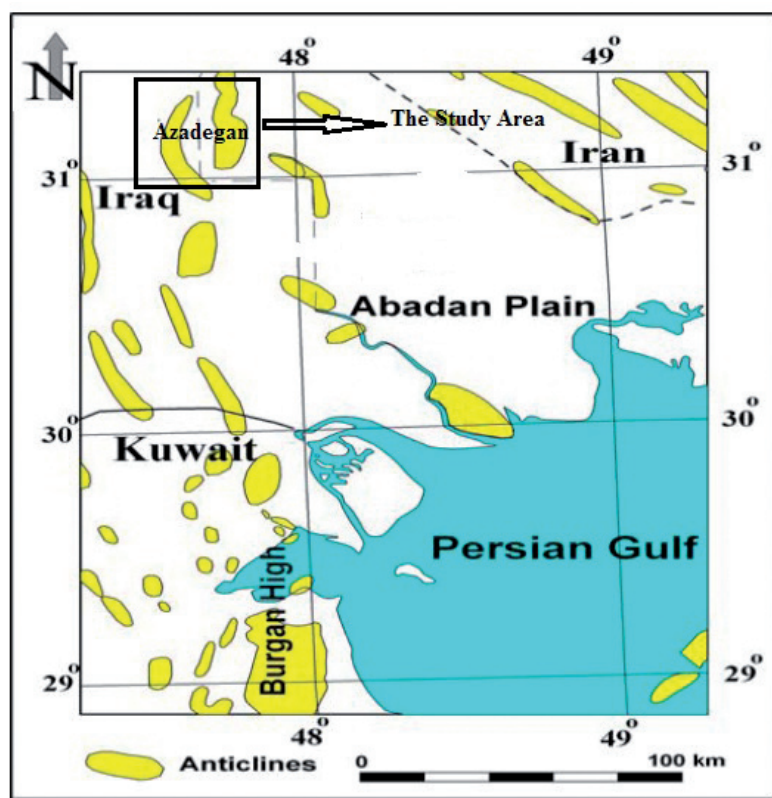 48° 49°
N
Azadegan
The Study Area
31° 31°
Iran
Iraq
Abadan Plain
30° 30°
Kuwait
Persian Gulf
Burgan High
29° 29°
48° 49°
Anticlines
0 100 km